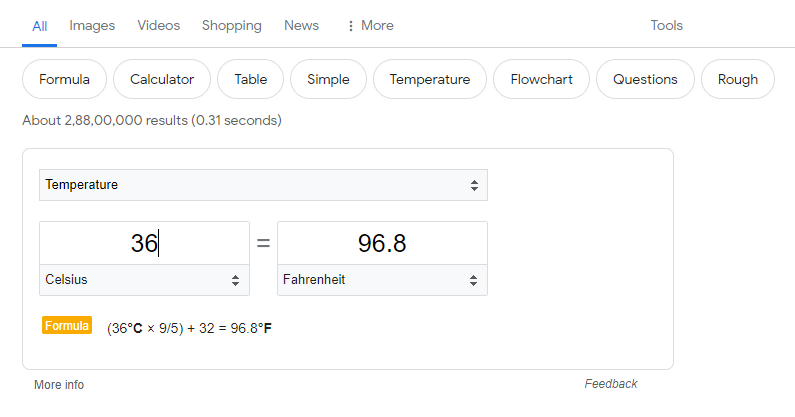 All Images Videos Shopping News ⋮ More Tools
Formula Calculator Table Simple Temperature Flowchart Questions Rough
About 2,88,00,000 results (0.31 seconds)
Temperature
36 = 96.8
Celsius Fahrenheit
Formula (36°C × 9/5) + 32 = 96.8°F
More info Feedback